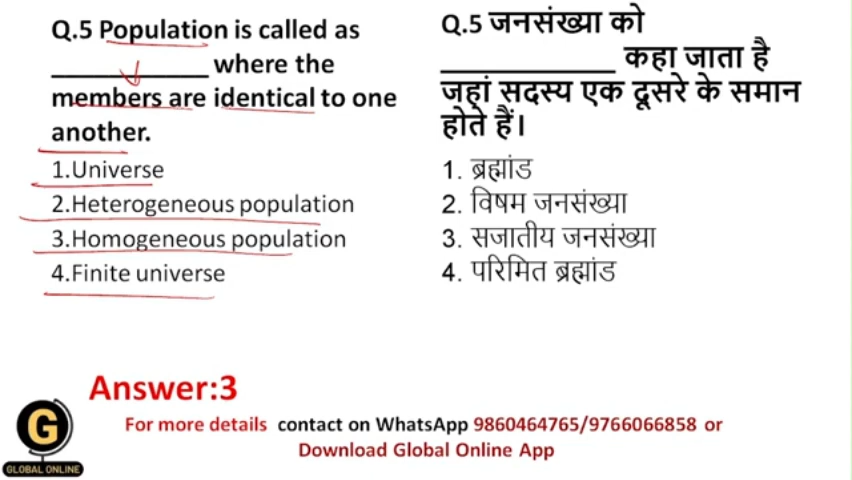 Q.5 Population is called as
____________ where the
members are identical to one
another.
1.Universe
2.Heterogeneous population
3.Homogeneous population
4.Finite universe
Q.5 जनसंख्या को
_____________ कहा जाता है
जहां सदस्य एक दूसरे के समान
होते हैं।
1. ब्रह्मांड
2. विषम जनसंख्या
3. सजातीय जनसंख्या
4. परिमित ब्रह्मांड
Answer:3
For more details contact on WhatsApp 9860464765/9766066858 or
Download Global Online App
G
GLOBAL ONLINE